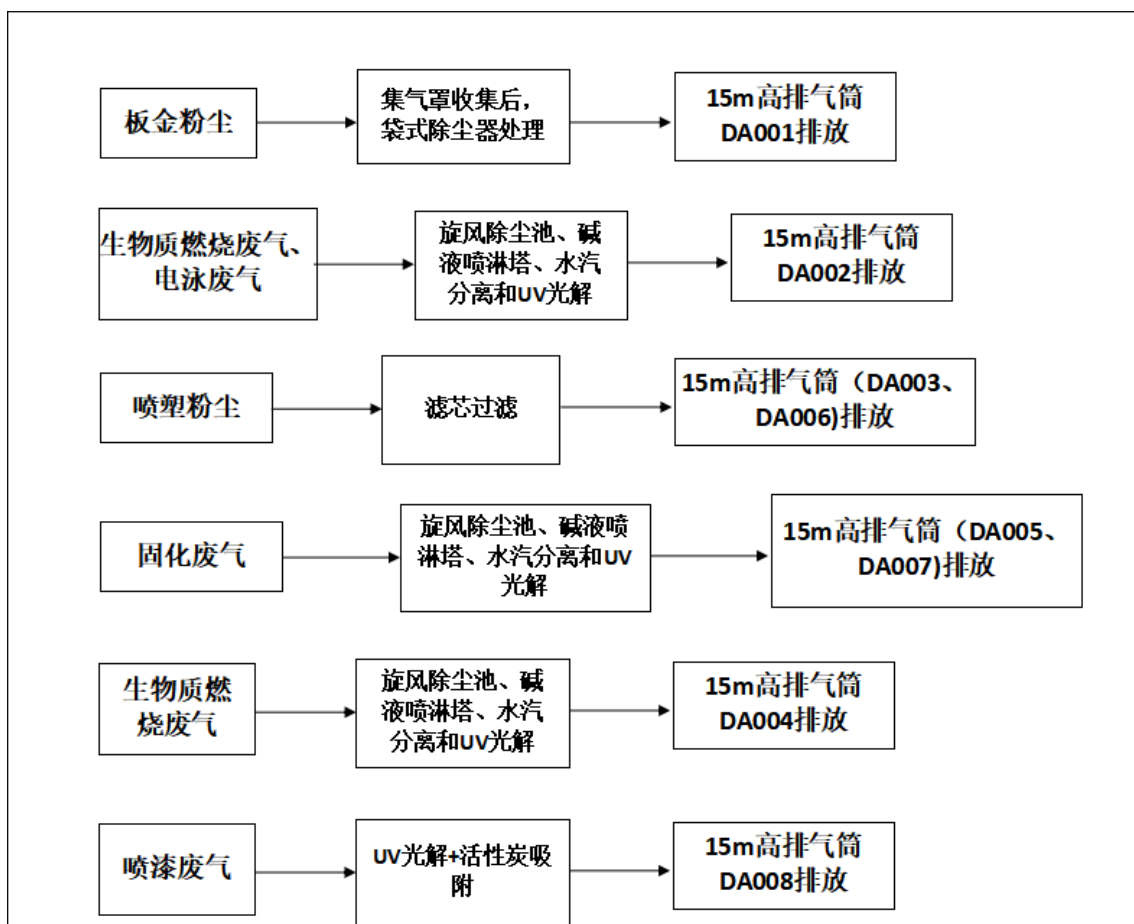 板金粉尘
集气罩收集后，
袋式除尘器处理
15m高排气筒
DA001排放
生物质燃烧废气、
电泳废气
旋风除尘池、碱
液喷淋塔、水汽
分离和UV光解
15m高排气筒
DA002排放
喷塑粉尘
滤芯过滤
15m高排气筒（DA003、
DA006)排放
固化废气
旋风除尘池、碱液喷
淋塔、水汽分离和UV
光解
15m高排气筒（DA005、
DA007)排放
生物质燃
烧废气
旋风除尘池、碱
液喷淋塔、水汽
分离和UV光解
15m高排气筒
DA004排放
喷漆废气
UV光解+活性炭吸
附
15m高排气筒
DA008排放